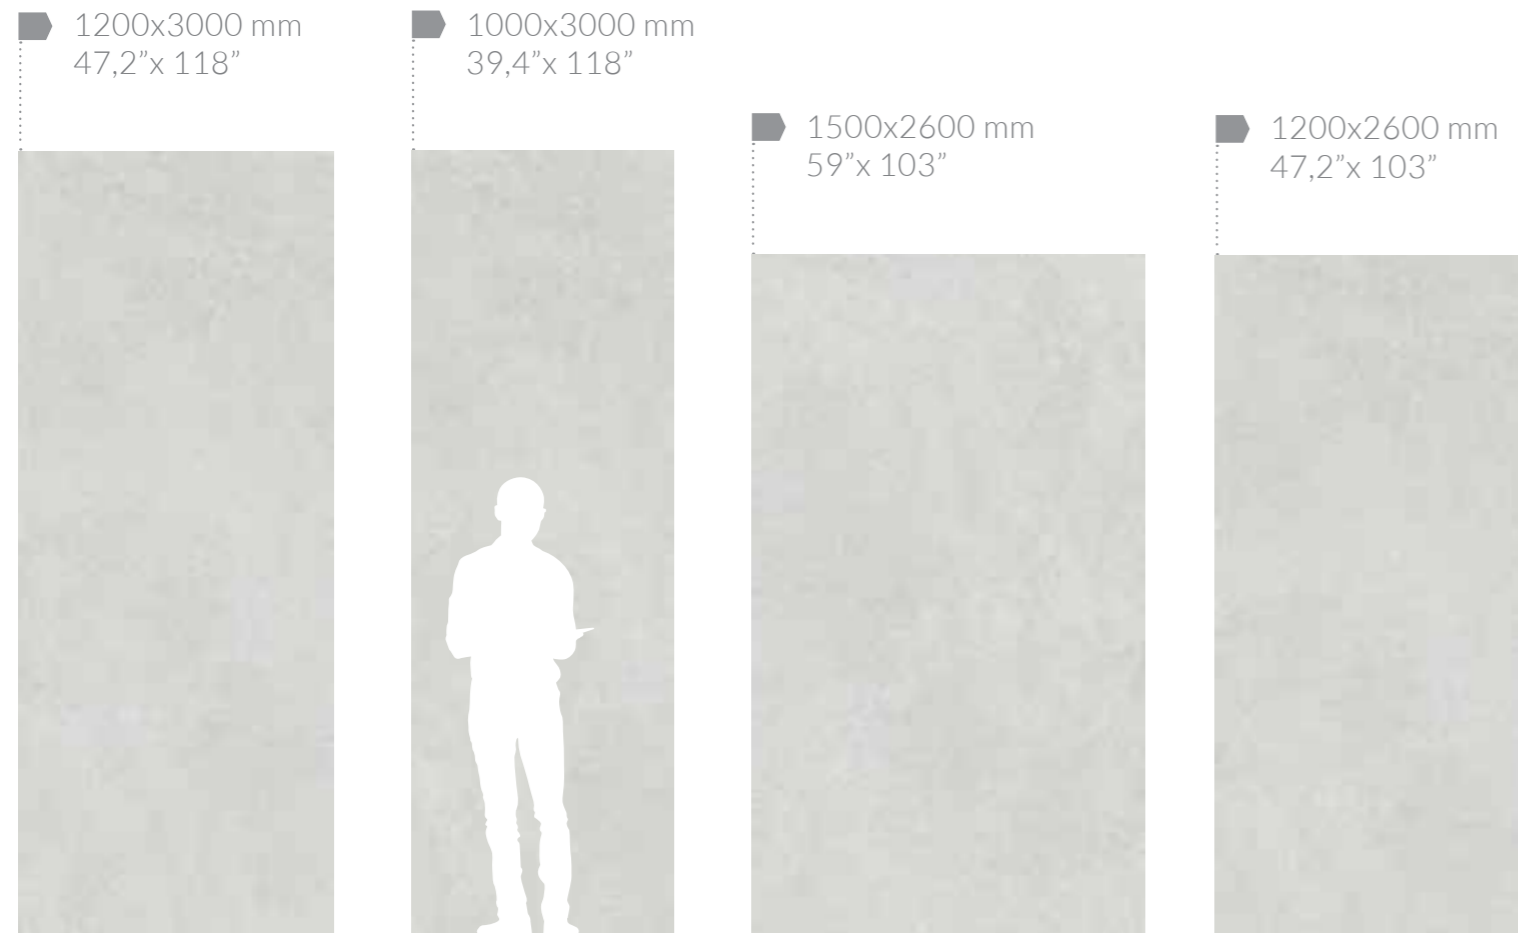 1200x3000 mm
47,2”x 118”
1000x3000 mm
39,4”x 118”
1500x2600 mm
59”x 103”
1200x2600 mm
47,2”x 103”